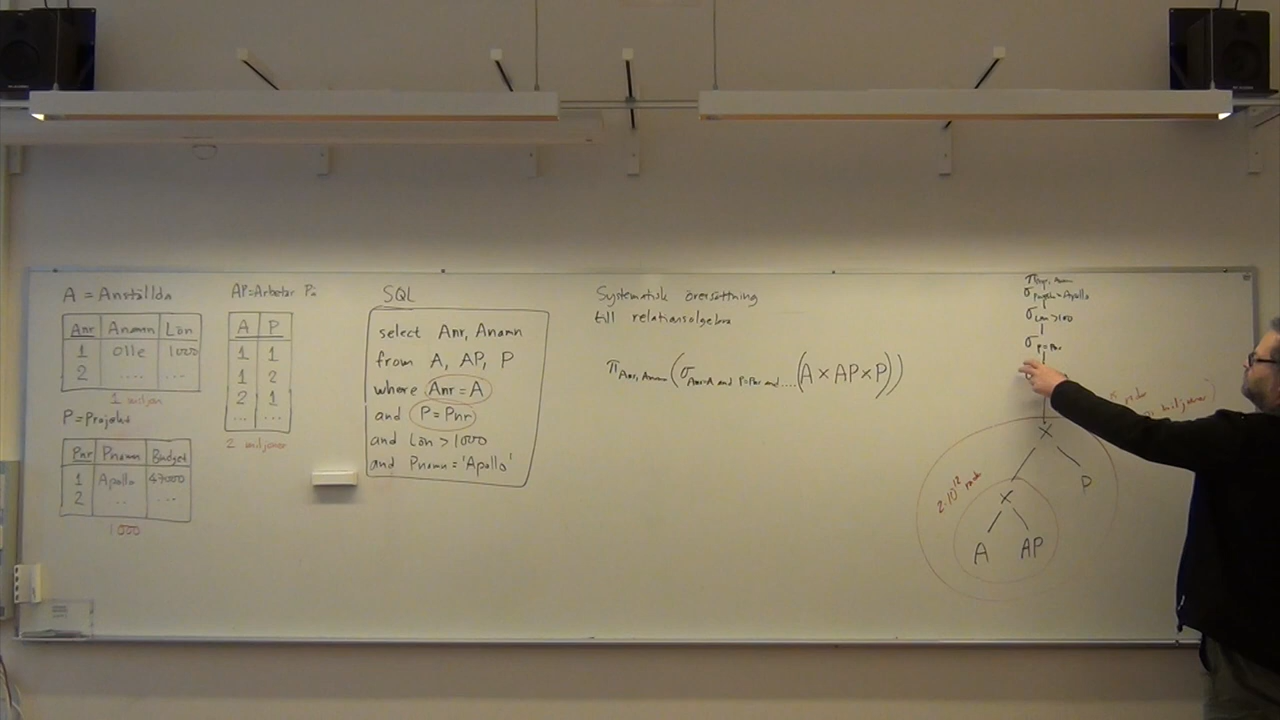 A = Anställda
Anr Anamn Lön
1 Olle 1000
2 .... ...
1 miljon
P = Projekt
Pnr Pnamn Budget
1 Apollo 47000
2 ... ...
1000
AP = Arbetar På
A P
1 1
1 2
2 1
... ...
2 miljoner
SQL
select Anr, Anamn
from A, AP, P
where Anr = A
and P = Pnr
and Lön > 1000
and Pnamn = 'Apollo'
Systematisk översättning
till relationsalgebra
π Anr, Anamn (σ Anr=A and P=Pnr and .... (A × AP × P))
π Anr, Anamn
σ Pnamn=Apollo
σ Lön>1000
σ P=Pnr
rader
miljoner)
×
2·10¹² rader
× P
A AP